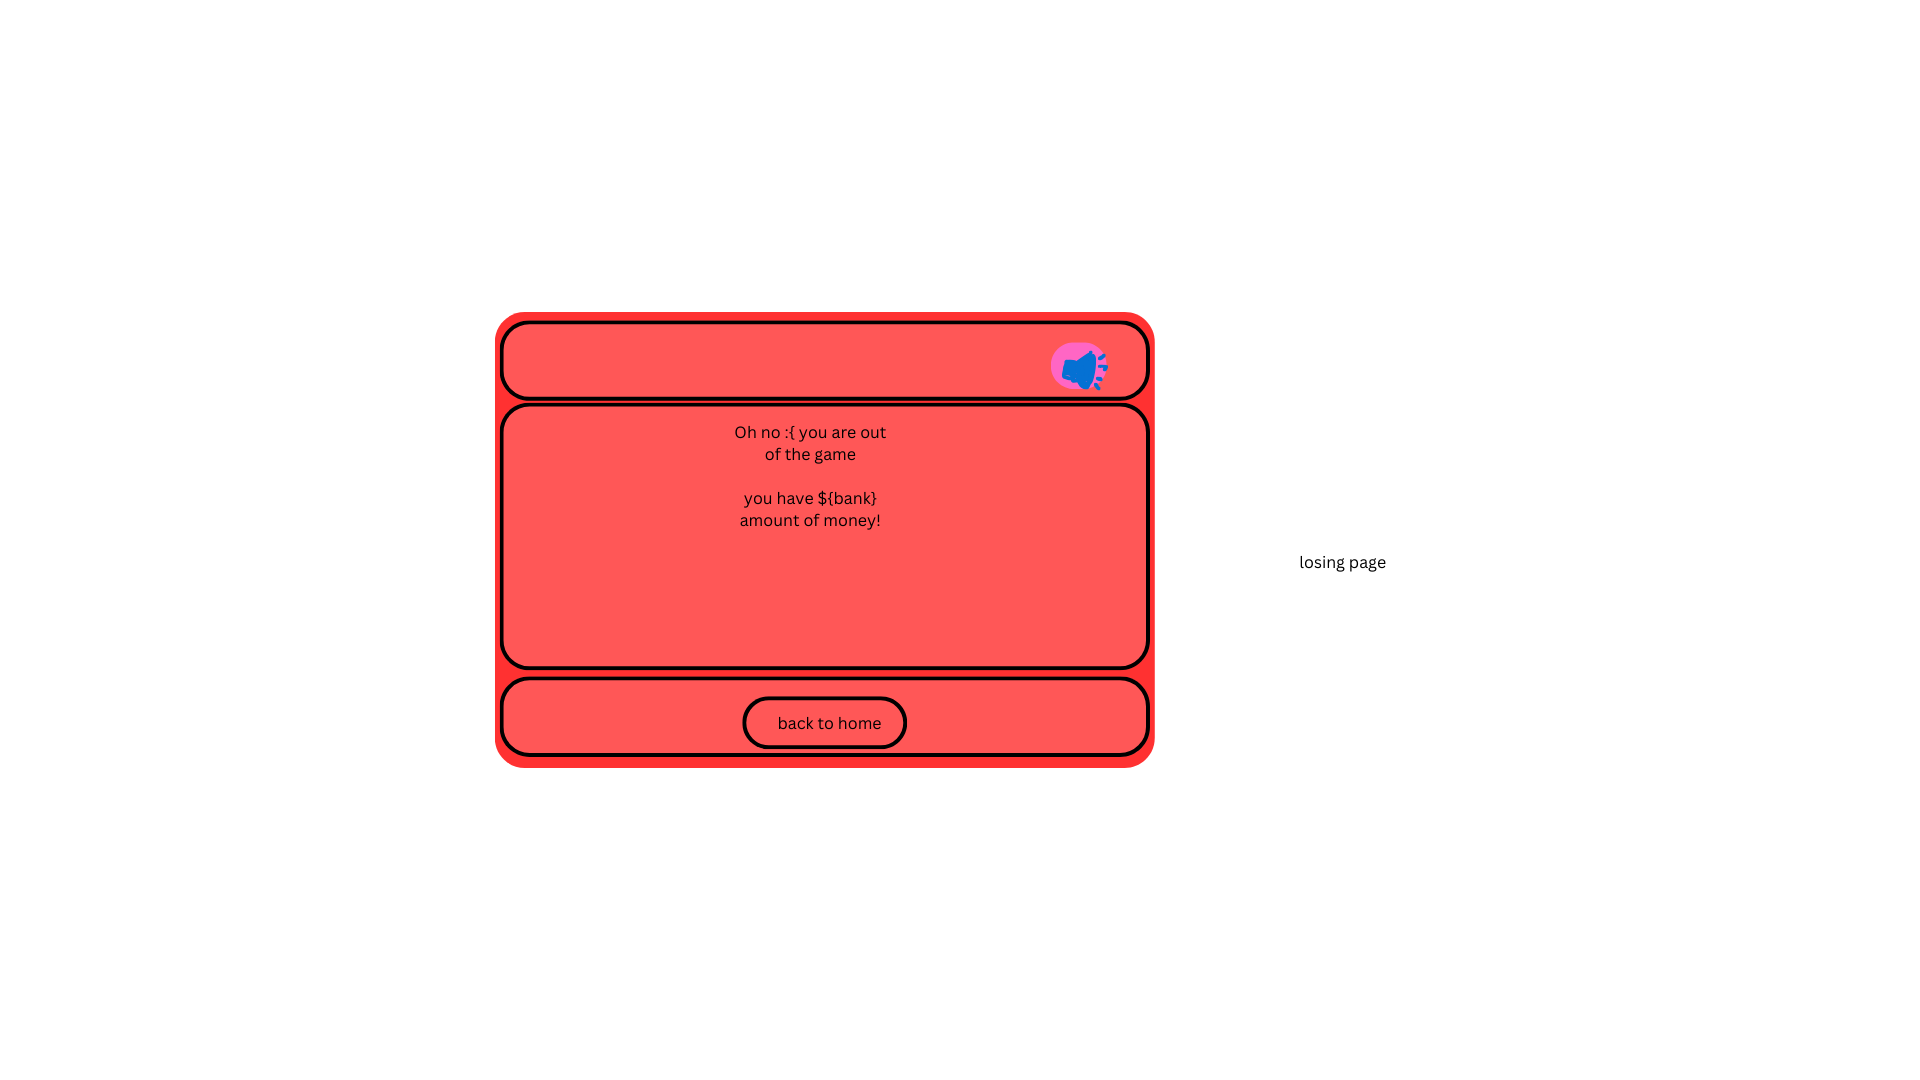 Oh no :{ you are out
of the game
you have ${bank}
amount of money!
losing page
back to home